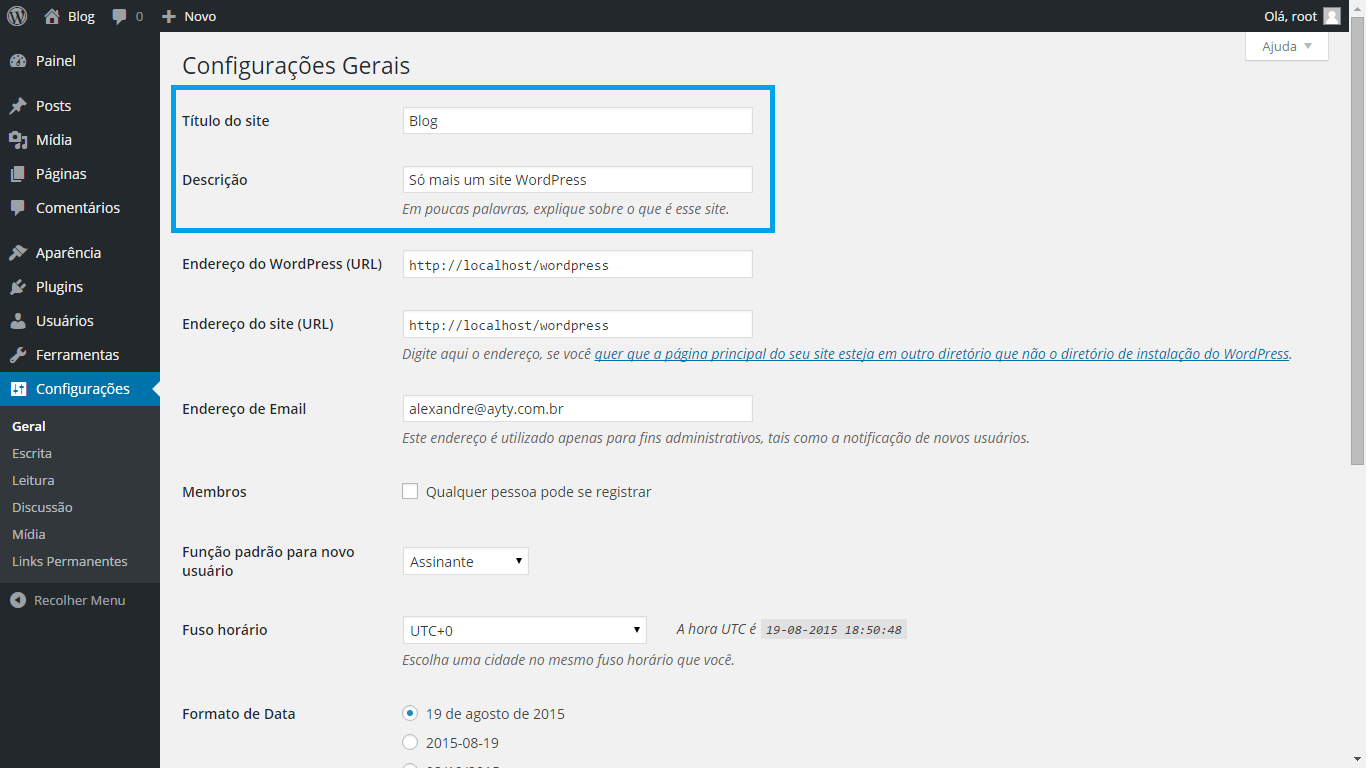 Blog
0
Novo
Olá, root
Painel
Posts
Mídia
Páginas
Comentários
Aparência
Plugins
Usuários
Ferramentas
Configurações
Geral
Escrita
Leitura
Discussão
Mídia
Links Permanentes
Recolher Menu
Ajuda
Configurações Gerais
Título do site
Blog
Descrição
Só mais um site WordPress
Em poucas palavras, explique sobre o que é esse site.
Endereço do WordPress (URL)
http://localhost/wordpress
Endereço do site (URL)
http://localhost/wordpress
Digite aqui o endereço, se você quer que a página principal do seu site esteja em outro diretório que não o diretório de instalação do WordPress.
Endereço de Email
alexandre@ayty.com.br
Este endereço é utilizado apenas para fins administrativos, tais como a notificação de novos usuários.
Membros
Qualquer pessoa pode se registrar
Função padrão para novo
usuário
Assinante
Fuso horário
UTC+0
A hora UTC é 19-08-2015 18:50:48
Escolha uma cidade no mesmo fuso horário que você.
Formato de Data
19 de agosto de 2015
2015-08-19